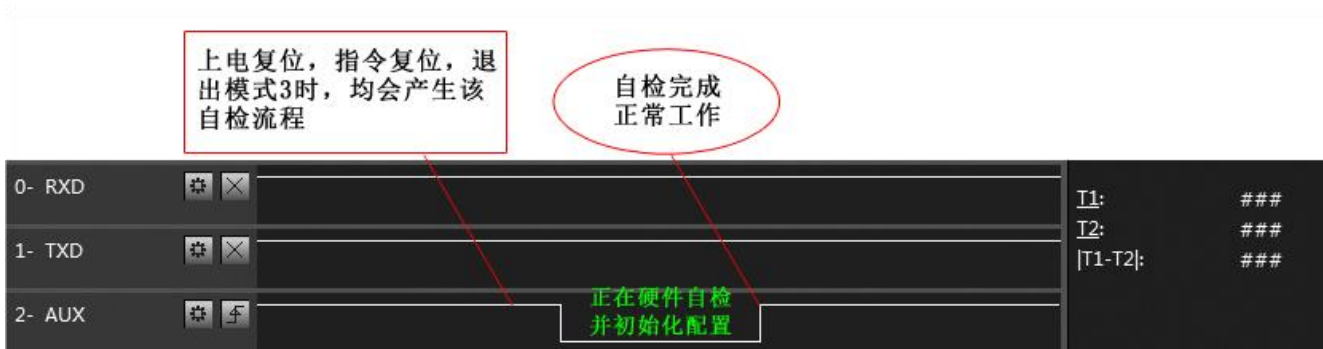 上电复位，指令复位，退
出模式3时，均会产生该
自检流程
自检完成
正常工作
0- RXD
T1: ###
T2: ###
1- TXD
|T1-T2|: ###
2- AUX
正在硬件自检
并初始化配置